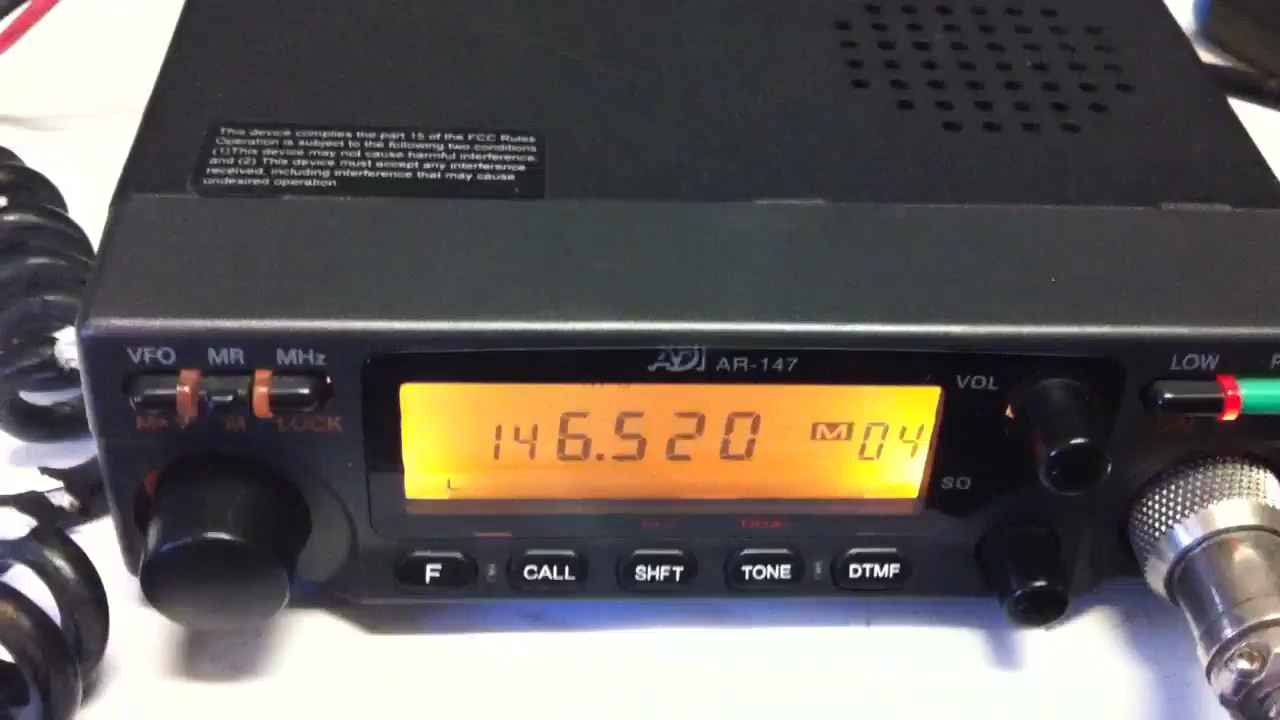 This device complies the part 15 of the FCC Rules
Operation is subject to the following two conditions
(1)This device may not cause harmful interference.
and (2) This device must accept any interference
received, including interference that may cause
undesired operation
VFO MR MHz
ADI AR-147
VOL
LOW
M
LOCK
146.520 M 04
L
SQ
F CALL SHFT TONE DTMF